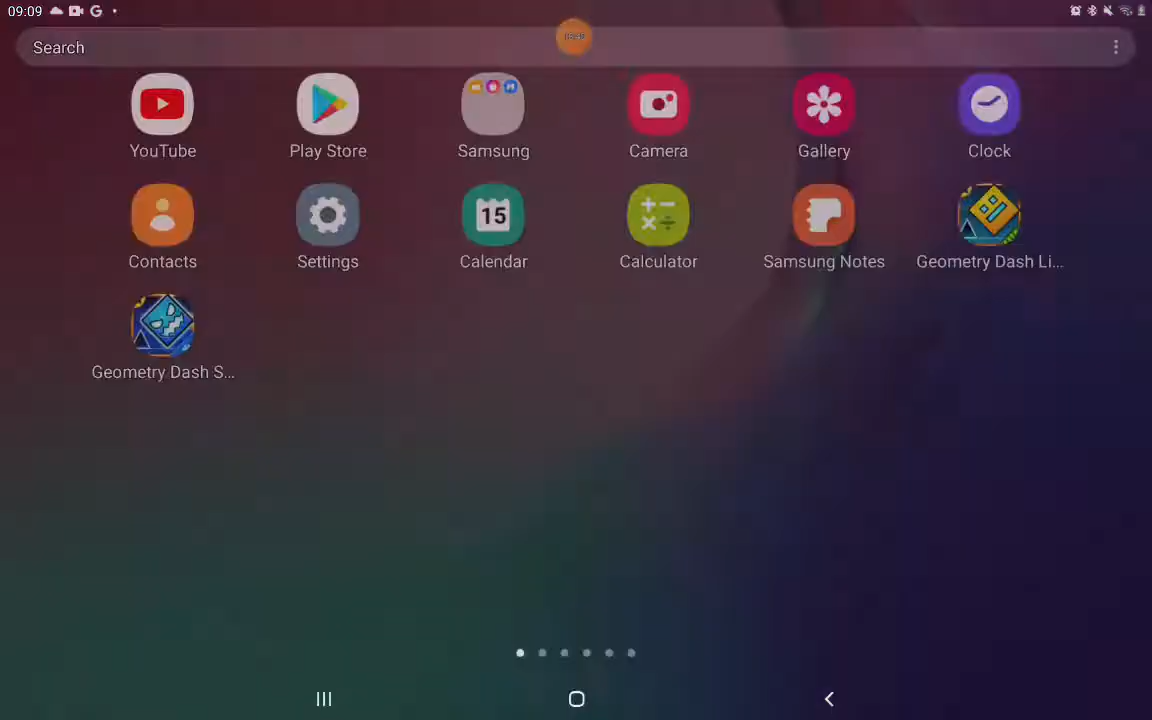 09:09
Search
YouTube Play Store Samsung Camera Gallery Clock
15
Contacts Settings Calendar Calculator Samsung Notes Geometry Dash Li...
Geometry Dash S...